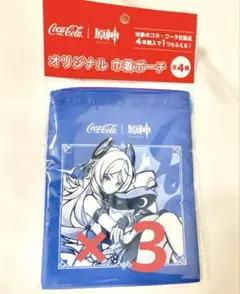 Coca-Cola 原神
対象のコカ・コーラ社製品
4本購入で1つもらえる!
オリジナル 巾着ポーチ 全4種
Coca-Cola 原神
×3